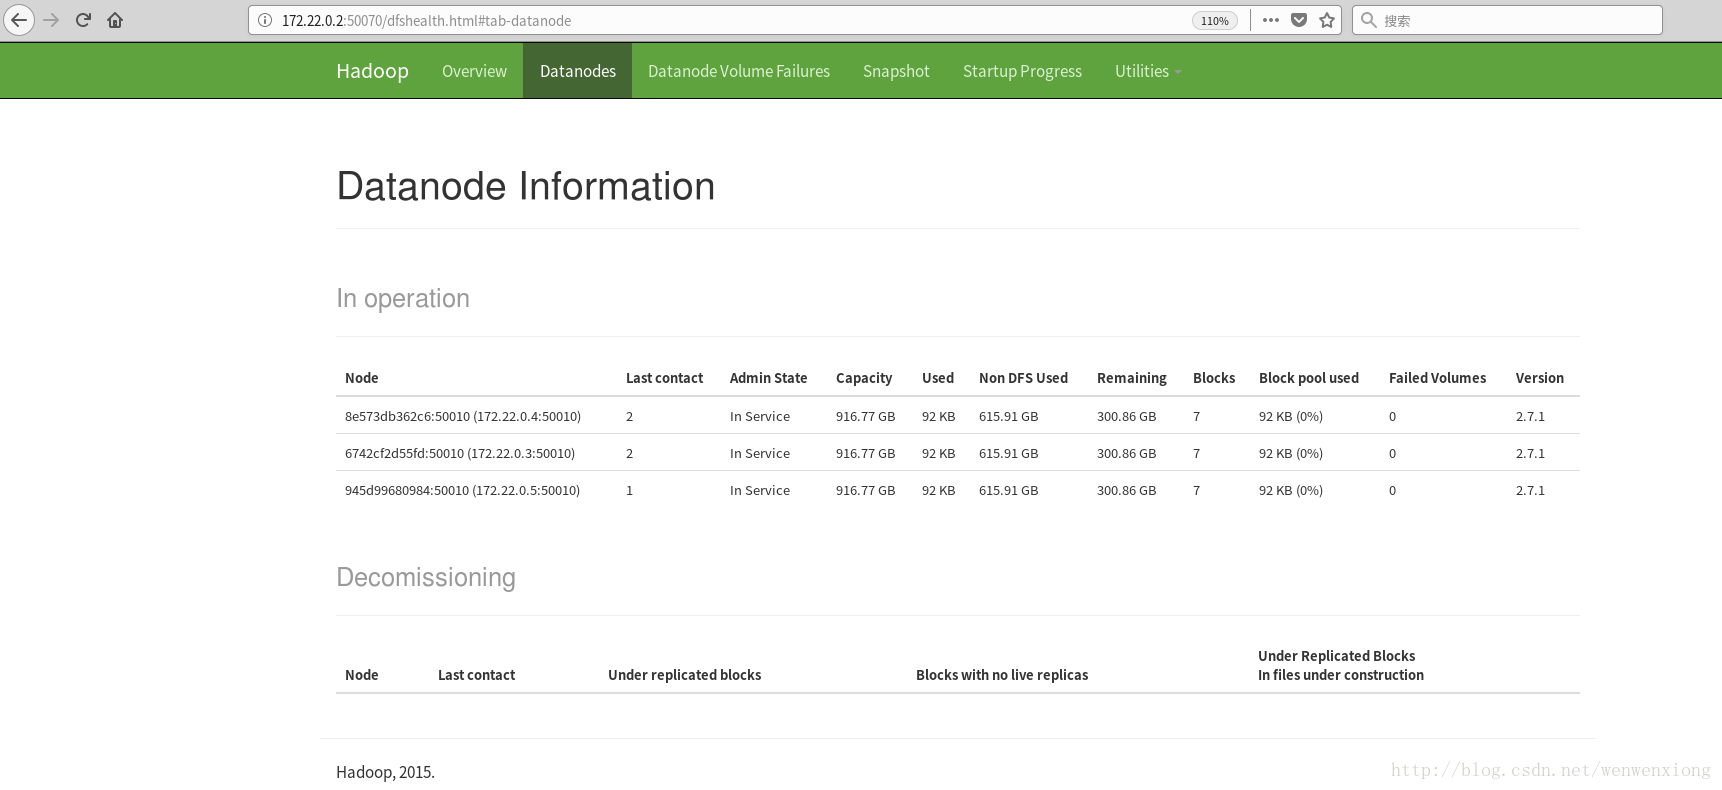 172.22.0.2:50070/dfshealth.html#tab-datanode 110% 搜索
Hadoop Overview Datanodes Datanode Volume Failures Snapshot Startup Progress Utilities
Datanode Information
In operation
Node Last contact Admin State Capacity Used Non DFS Used Remaining Blocks Block pool used Failed Volumes Version
8e573db362c6:50010 (172.22.0.4:50010) 2 In Service 916.77 GB 92 KB 615.91 GB 300.86 GB 7 92 KB (0%) 0 2.7.1
6742cf2d55fd:50010 (172.22.0.3:50010) 2 In Service 916.77 GB 92 KB 615.91 GB 300.86 GB 7 92 KB (0%) 0 2.7.1
945d99680984:50010 (172.22.0.5:50010) 1 In Service 916.77 GB 92 KB 615.91 GB 300.86 GB 7 92 KB (0%) 0 2.7.1
Decomissioning
Node Last contact Under replicated blocks Blocks with no live replicas Under Replicated Blocks
In files under construction
Hadoop, 2015.
http://blog.csdn.net/wenwenxiong